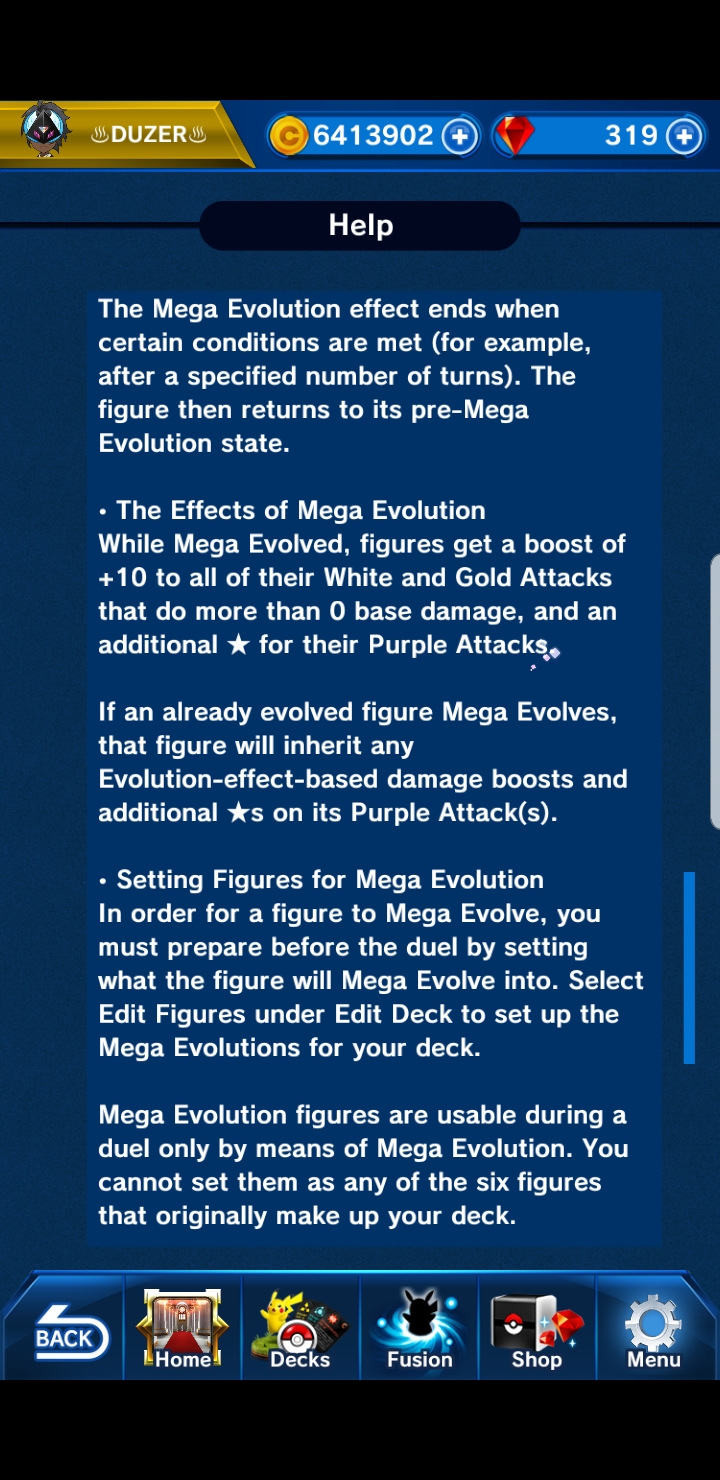 ♨DUZER♨
C 6413902 +
319 +
Help
The Mega Evolution effect ends when
certain conditions are met (for example,
after a specified number of turns). The
figure then returns to its pre-Mega
Evolution state.
• The Effects of Mega Evolution
While Mega Evolved, figures get a boost of
+10 to all of their White and Gold Attacks
that do more than 0 base damage, and an
additional ★ for their Purple Attacks.
If an already evolved figure Mega Evolves,
that figure will inherit any
Evolution-effect-based damage boosts and
additional ★s on its Purple Attack(s).
• Setting Figures for Mega Evolution
In order for a figure to Mega Evolve, you
must prepare before the duel by setting
what the figure will Mega Evolve into. Select
Edit Figures under Edit Deck to set up the
Mega Evolutions for your deck.
Mega Evolution figures are usable during a
duel only by means of Mega Evolution. You
cannot set them as any of the six figures
that originally make up your deck.
BACK
Home
Decks
Fusion
Shop
Menu